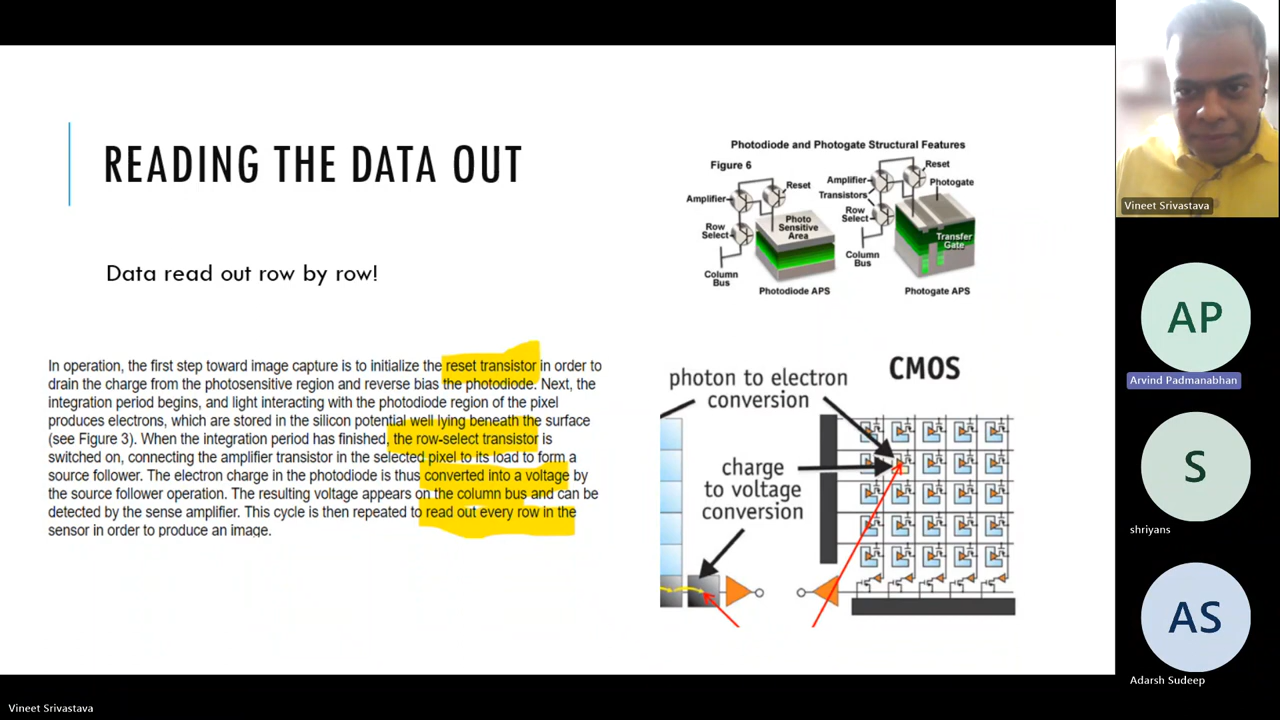 READING THE DATA OUT
Data read out row by row!
In operation, the first step toward image capture is to initialize the reset transistor in order to
drain the charge from the photosensitive region and reverse bias the photodiode. Next, the
integration period begins, and light interacting with the photodiode region of the pixel
produces electrons, which are stored in the silicon potential well lying beneath the surface
(see Figure 3). When the integration period has finished, the row-select transistor is
switched on, connecting the amplifier transistor in the selected pixel to its load to form a
source follower. The electron charge in the photodiode is thus converted into a voltage by
the source follower operation. The resulting voltage appears on the column bus and can be
detected by the sense amplifier. This cycle is then repeated to read out every row in the
sensor in order to produce an image.
Photodiode and Photogate Structural Features
Figure 6
Amplifier
Reset
Row
Select
Photo
Sensitive
Area
Column
Bus
Photodiode APS
Amplifier
Transistors
Reset
Photogate
Row
Select
Transfer
Gate
Column
Bus
Photogate APS
CMOS
photon to electron
conversion
charge
to voltage
conversion
Vineet Srivastava
AP
Arvind Padmanabhan
S
shriyans
AS
Adarsh Sudeep
Vineet Srivastava